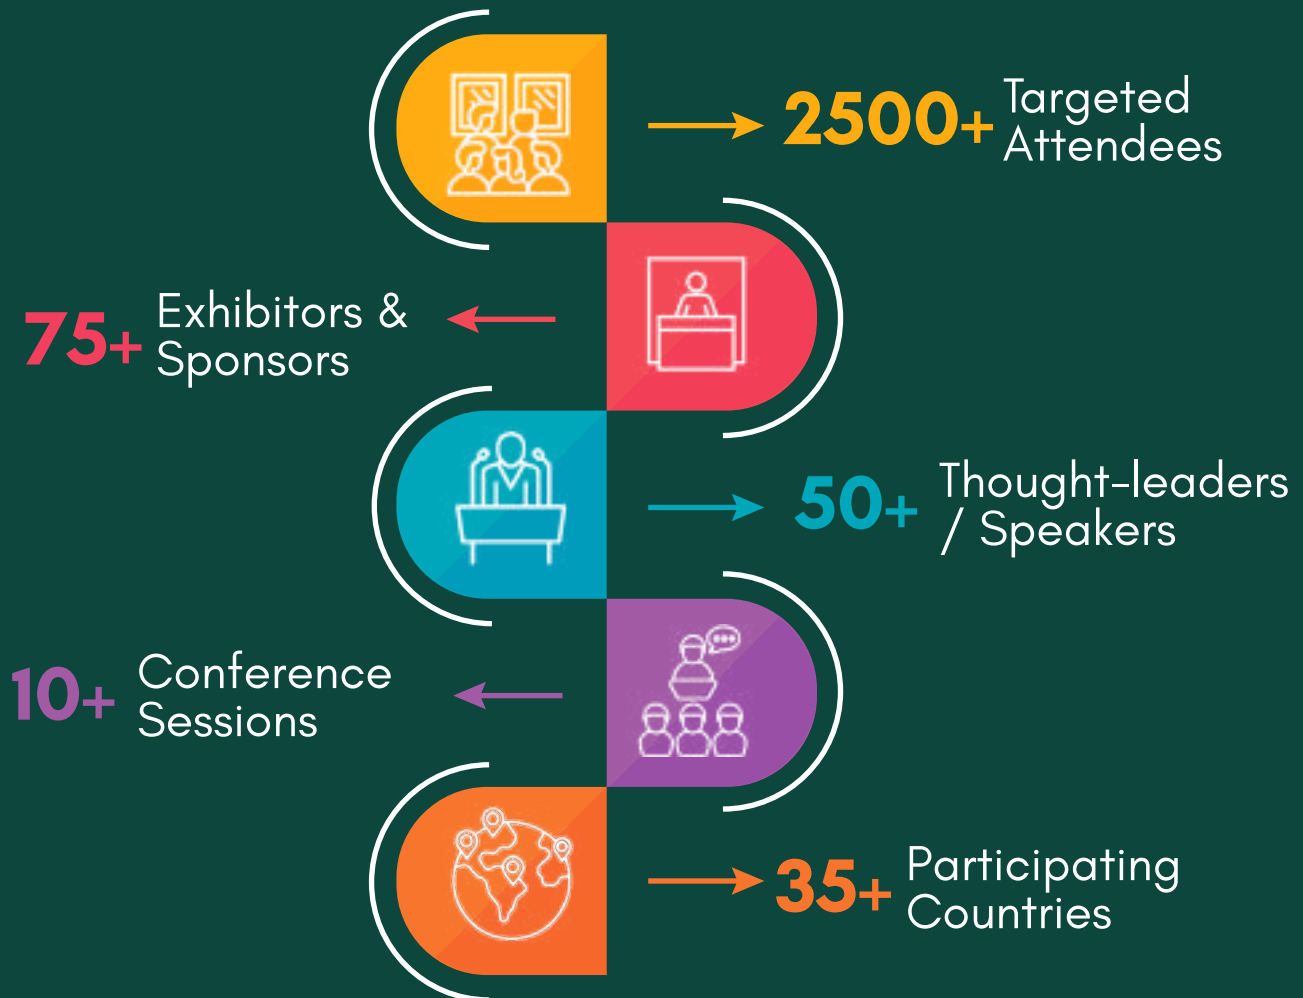 2500+ Targeted
Attendees
75+ Exhibitors &
Sponsors
50+ Thought-leaders
/ Speakers
10+ Conference
Sessions
35+ Participating
Countries